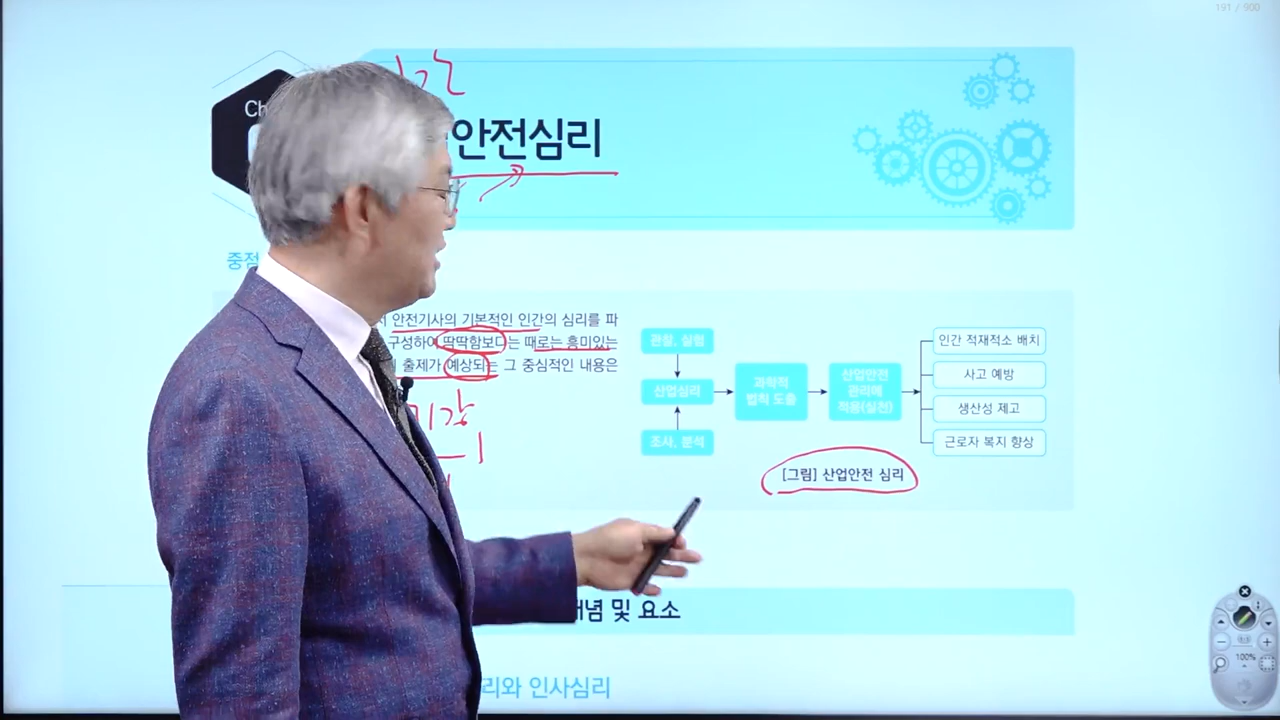 191 / 900
Ch
안전심리
중점
안전기사의 기본적인 인간의 심리를 파
구성하여 딱딱함보다는 때로는 흥미있는
출제가 예상되는 그 중심적인 내용은
관찰, 실험
산업심리
조사, 분석
과학적
법칙 도출
산업안전
관리에
적용(실천)
인간 적재적소 배치
사고 예방
생산성 제고
근로자 복지 향상
[그림] 산업안전 심리
개념 및 요소
리와 인사심리
100%